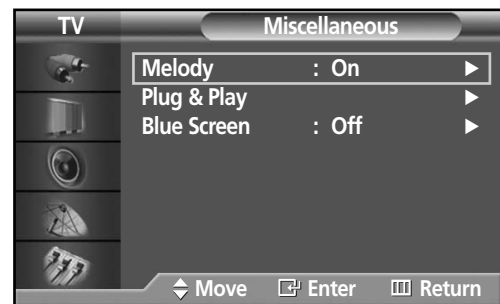 TV Miscellaneous
Melody : On
Plug & Play
Blue Screen : Off
Move Enter Return